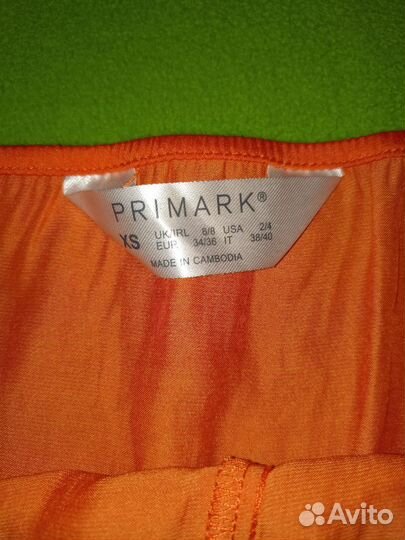 PRIMARK®
XS UK/IRL 6/8 USA 2/4
EUR 34/36 IT 38/40
MADE IN CAMBODIA
Avito